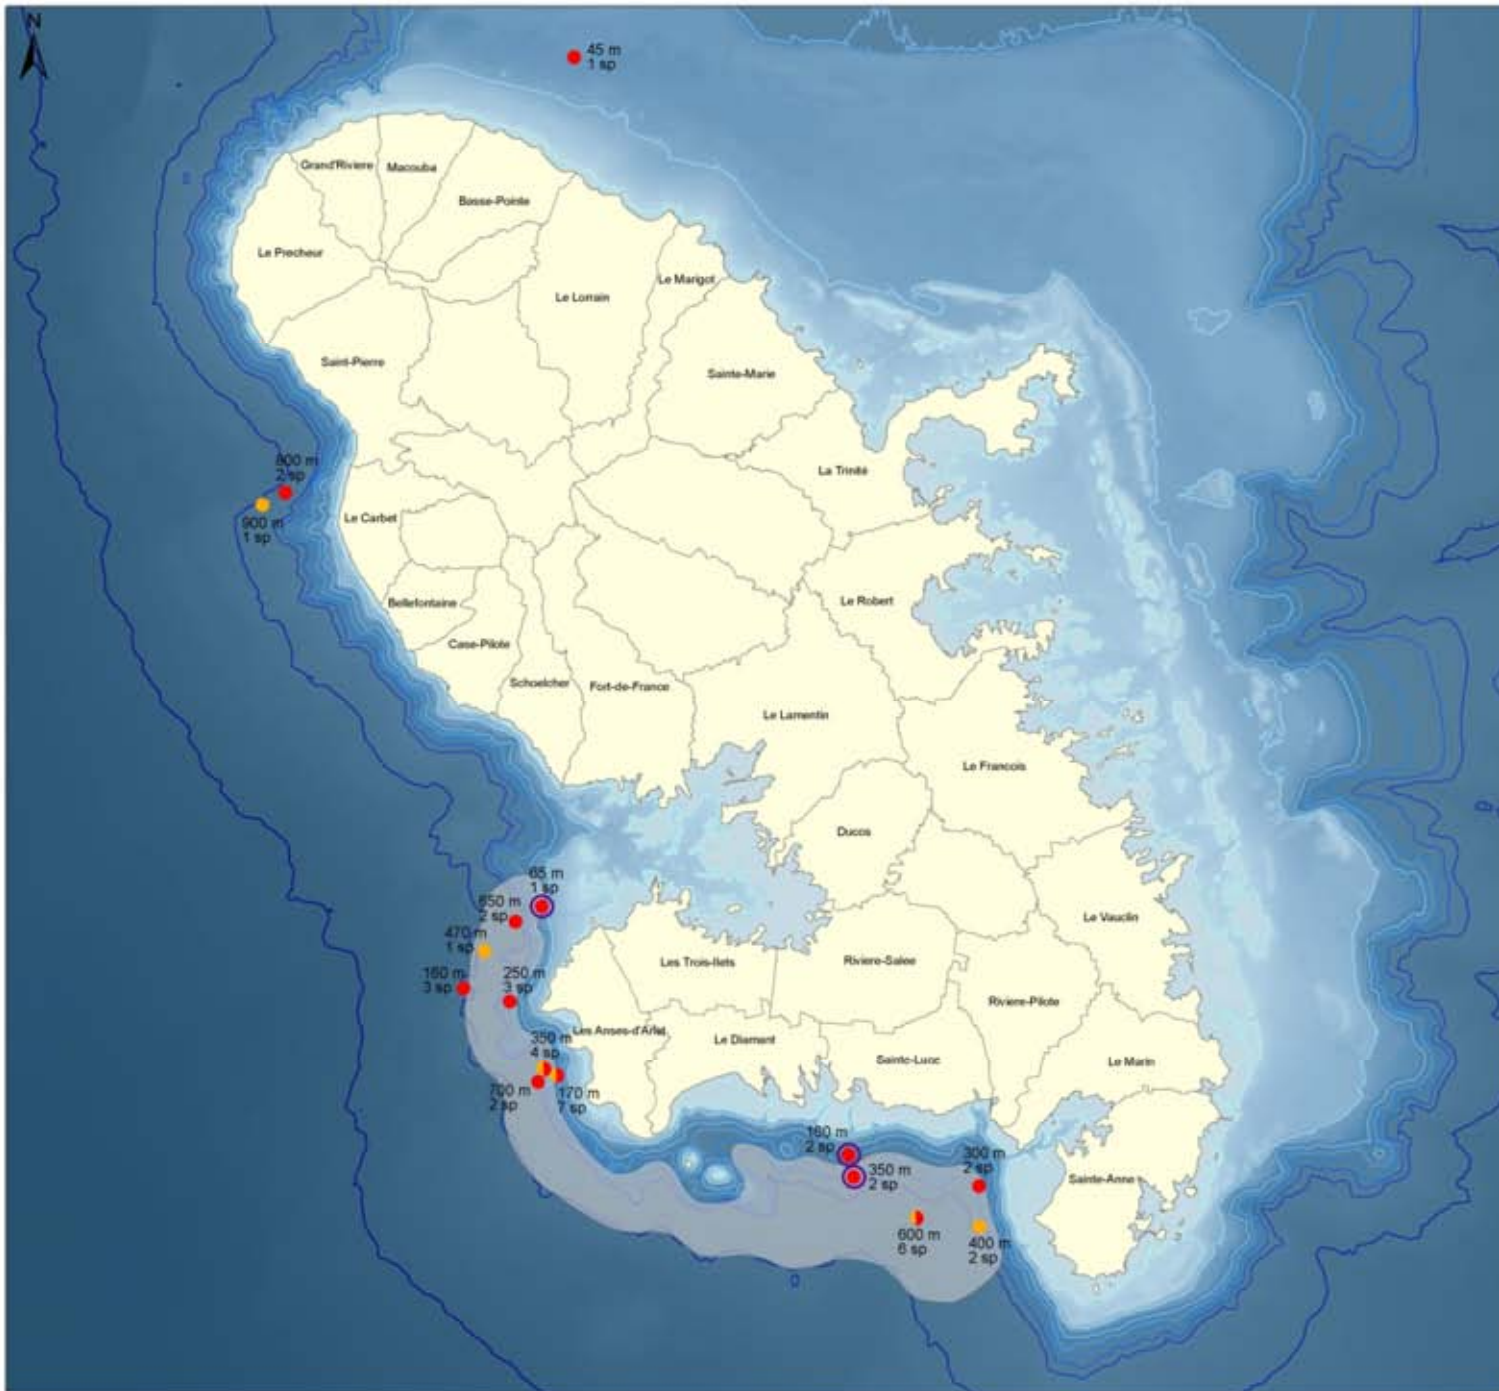 N
45 m
1 sp
Grand'Riviere
Macouba
Basse-Pointe
Le Precheur
Le Marigot
Le Lorrain
Saint-Pierre
Sainte-Marie
800 m
2 sp
La Trinité
900 m
1 sp
Le Carbet
Bellefontaine
Le Robert
Case-Pilote
Schoelcher
Fort-de-France
Le Lamentin
Le Francois
Ducos
65 m
1 sp
650 m
2 sp
Le Vauclin
470 m
1 sp
Les Trois-Ilets
Riviere-Salee
160 m
3 sp
250 m
3 sp
Riviere-Pilote
Les Anses-d'Arlet
350 m
4 sp
Le Diamant
Sainte-Luce
Le Marin
700 m
2 sp
170 m
7 sp
160 m
2 sp
300 m
2 sp
350 m
2 sp
Sainte-Anne
600 m
6 sp
400 m
2 sp